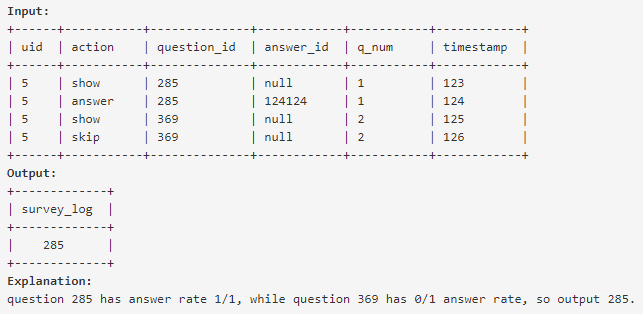 Input:
+------+-----------+--------------+------------+-----------+------------+
| uid  | action    | question_id  | answer_id  | q_num     | timestamp  |
+------+-----------+--------------+------------+-----------+------------+
| 5    | show      | 285          | null       | 1         | 123        |
| 5    | answer    | 285          | 124124     | 1         | 124        |
| 5    | show      | 369          | null       | 2         | 125        |
| 5    | skip      | 369          | null       | 2         | 126        |
+------+-----------+--------------+------------+-----------+------------+
Output:
+-------------+
| survey_log  |
+-------------+
|    285      |
+-------------+
Explanation:
question 285 has answer rate 1/1, while question 369 has 0/1 answer rate, so output 285.